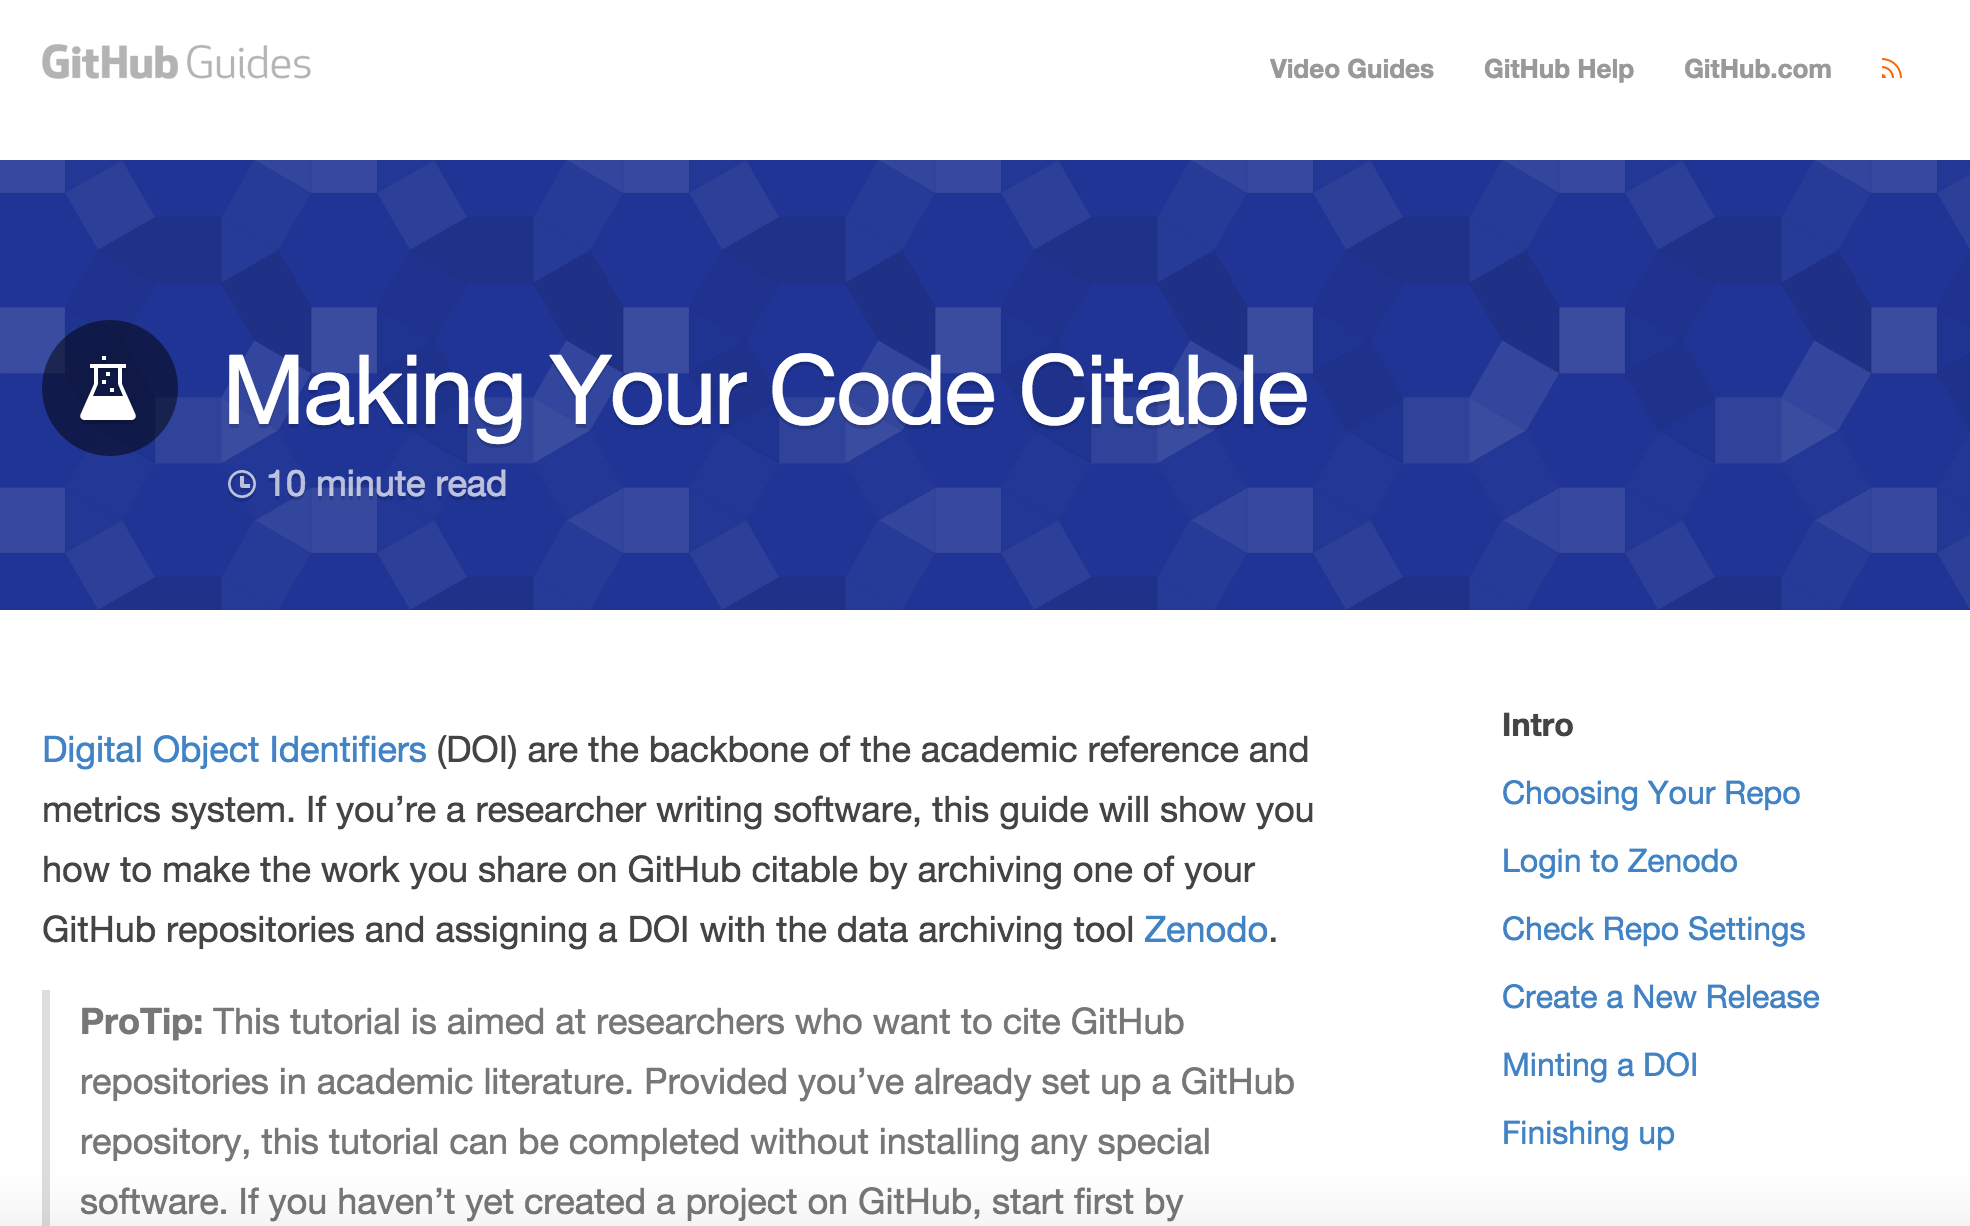 GitHub Guides
Video Guides
GitHub Help
GitHub.com
Making Your Code Citable
10 minute read
Digital Object Identifiers (DOI) are the backbone of the academic reference and
metrics system. If you’re a researcher writing software, this guide will show you
how to make the work you share on GitHub citable by archiving one of your
GitHub repositories and assigning a DOI with the data archiving tool Zenodo.
ProTip: This tutorial is aimed at researchers who want to cite GitHub
repositories in academic literature. Provided you’ve already set up a GitHub
repository, this tutorial can be completed without installing any special
software. If you haven’t yet created a project on GitHub, start first by
Intro
Choosing Your Repo
Login to Zenodo
Check Repo Settings
Create a New Release
Minting a DOI
Finishing up